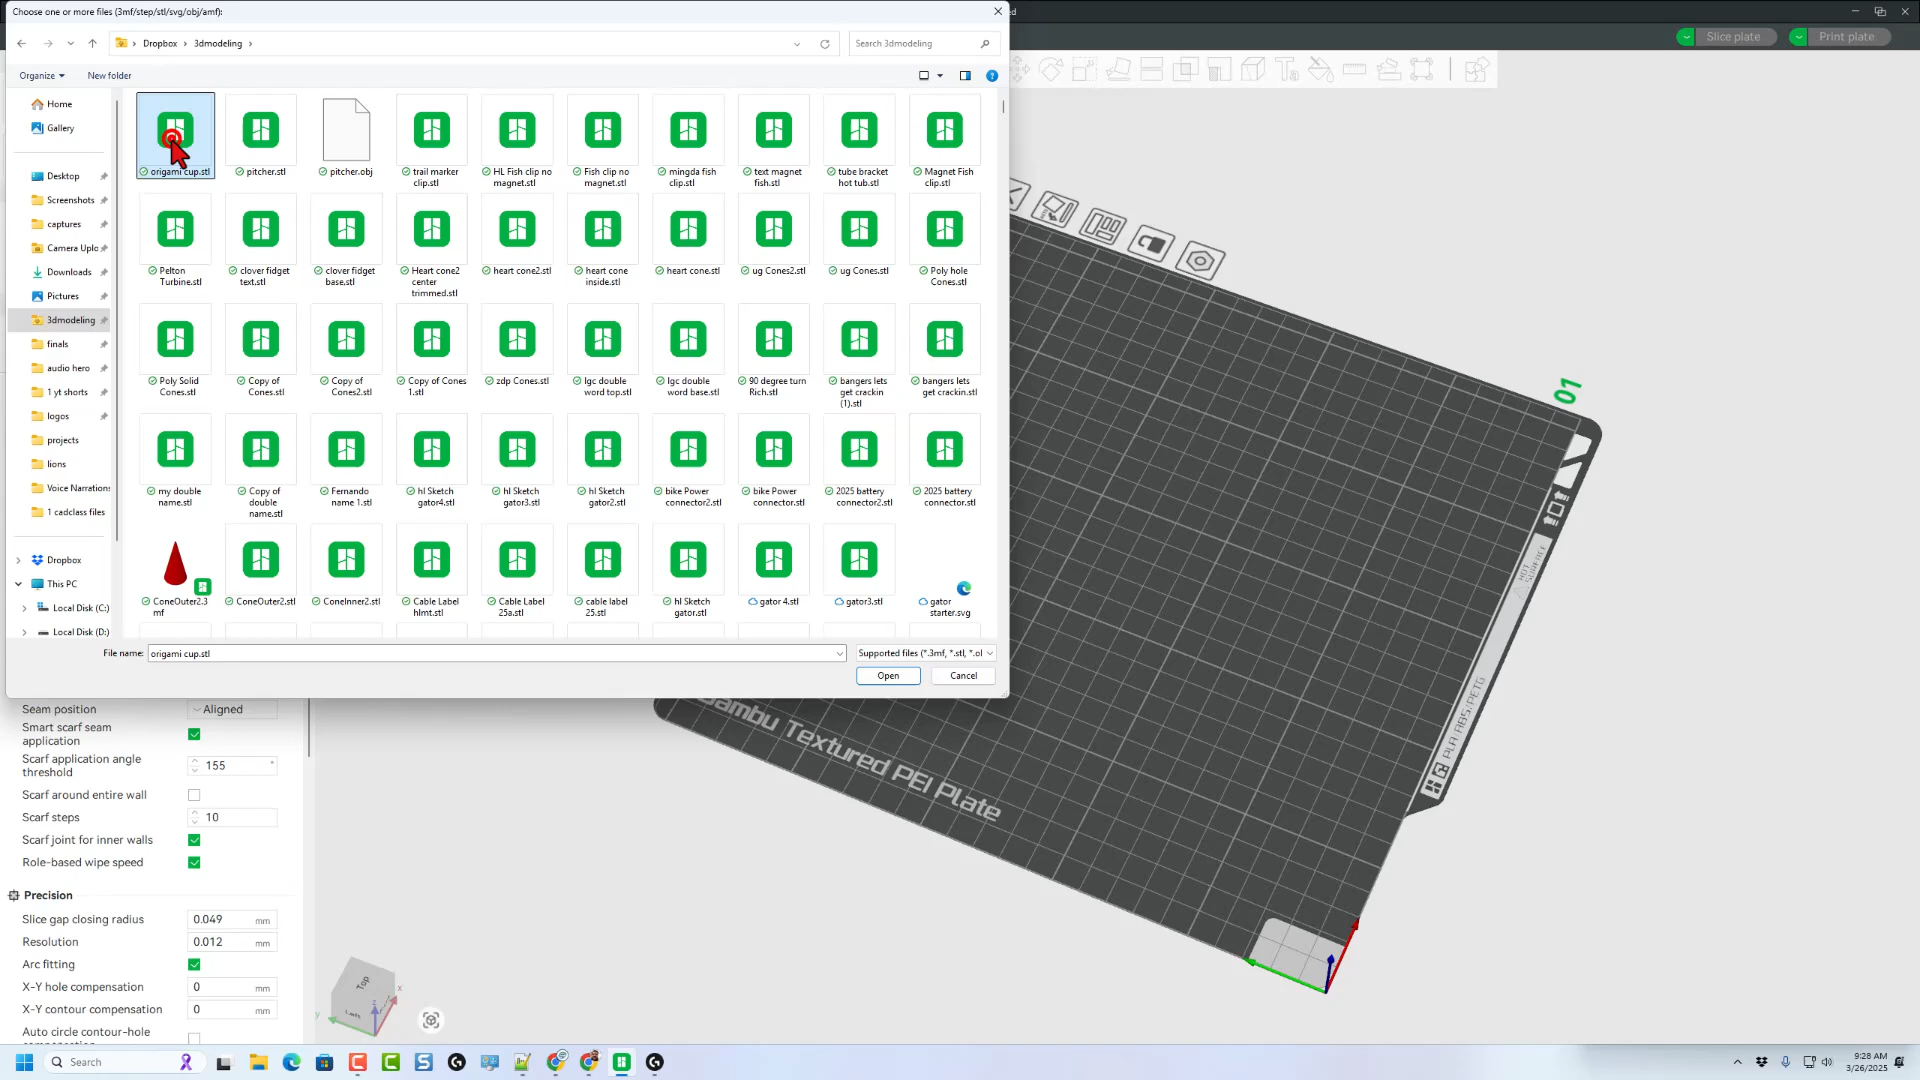 Choose one or more files (3mf/step/stl/svg/obj/amf):
Slice plate
Print plate
Dropbox
3dmodeling
Search 3dmodeling
Organize
New folder
Home
Gallery
Desktop
Screenshots
captures
Camera Uplo
Downloads
Pictures
3dmodeling
finals
audio hero
1 yt shorts
logos
projects
lions
Voice Narrations
1 cadclass files
Dropbox
This PC
Local Disk (C:)
Local Disk (D:)
origami cup.stl
pitcher.stl
pitcher.obj
trail marker clip.stl
HL Fish clip no magnet.stl
Fish clip no magnet.stl
mingda fish clip.stl
text magnet fish.stl
tube bracket hot tub.stl
Magnet Fish clip.stl
Pelton Turbine.stl
clover fidget text.stl
clover fidget base.stl
Heart cone2 center trimmed.stl
heart cone2.stl
heart cone inside.stl
heart cone.stl
ug Cones2.stl
ug Cones.stl
Poly hole Cones.stl
Poly Solid Cones.stl
Copy of Cones.stl
Copy of Cones2.stl
Copy of Cones 1.stl
zdp Cones.stl
lgc double word top.stl
lgc double word base.stl
90 degree turn Rich.stl
bangers lets get crackin (1).stl
bangers lets get crackin.stl
my double name.stl
Copy of double name.stl
Fernando name 1.stl
hl Sketch gator4.stl
hl Sketch gator3.stl
hl Sketch gator2.stl
bike Power connector2.stl
bike Power connector.stl
2025 battery connector2.stl
2025 battery connector.stl
ConeOuter2.3mf
ConeOuter2.stl
ConeInner2.stl
Cable Label hlmt.stl
Cable Label 25a.stl
cable label 25.stl
hl Sketch gator.stl
gator 4.stl
gator3.stl
gator starter.svg
File name:
origami cup.stl
Supported files (*.3mf, *.stl, *.ol
Open
Cancel
Seam position
Aligned
Smart scarf seam application
Scarf application angle threshold
155
°
Scarf around entire wall
Scarf steps
10
Scarf joint for inner walls
Role-based wipe speed
Precision
Slice gap closing radius
0.049
mm
Resolution
0.012
mm
Arc fitting
X-Y hole compensation
0
mm
X-Y contour compensation
0
mm
Auto circle contour-hole
01
Bambu Textured PEI Plate
PLA/ABS/PETG
HOT SURFACE
Top
Left
x
y
z
Search
9:28 AM
3/26/2025